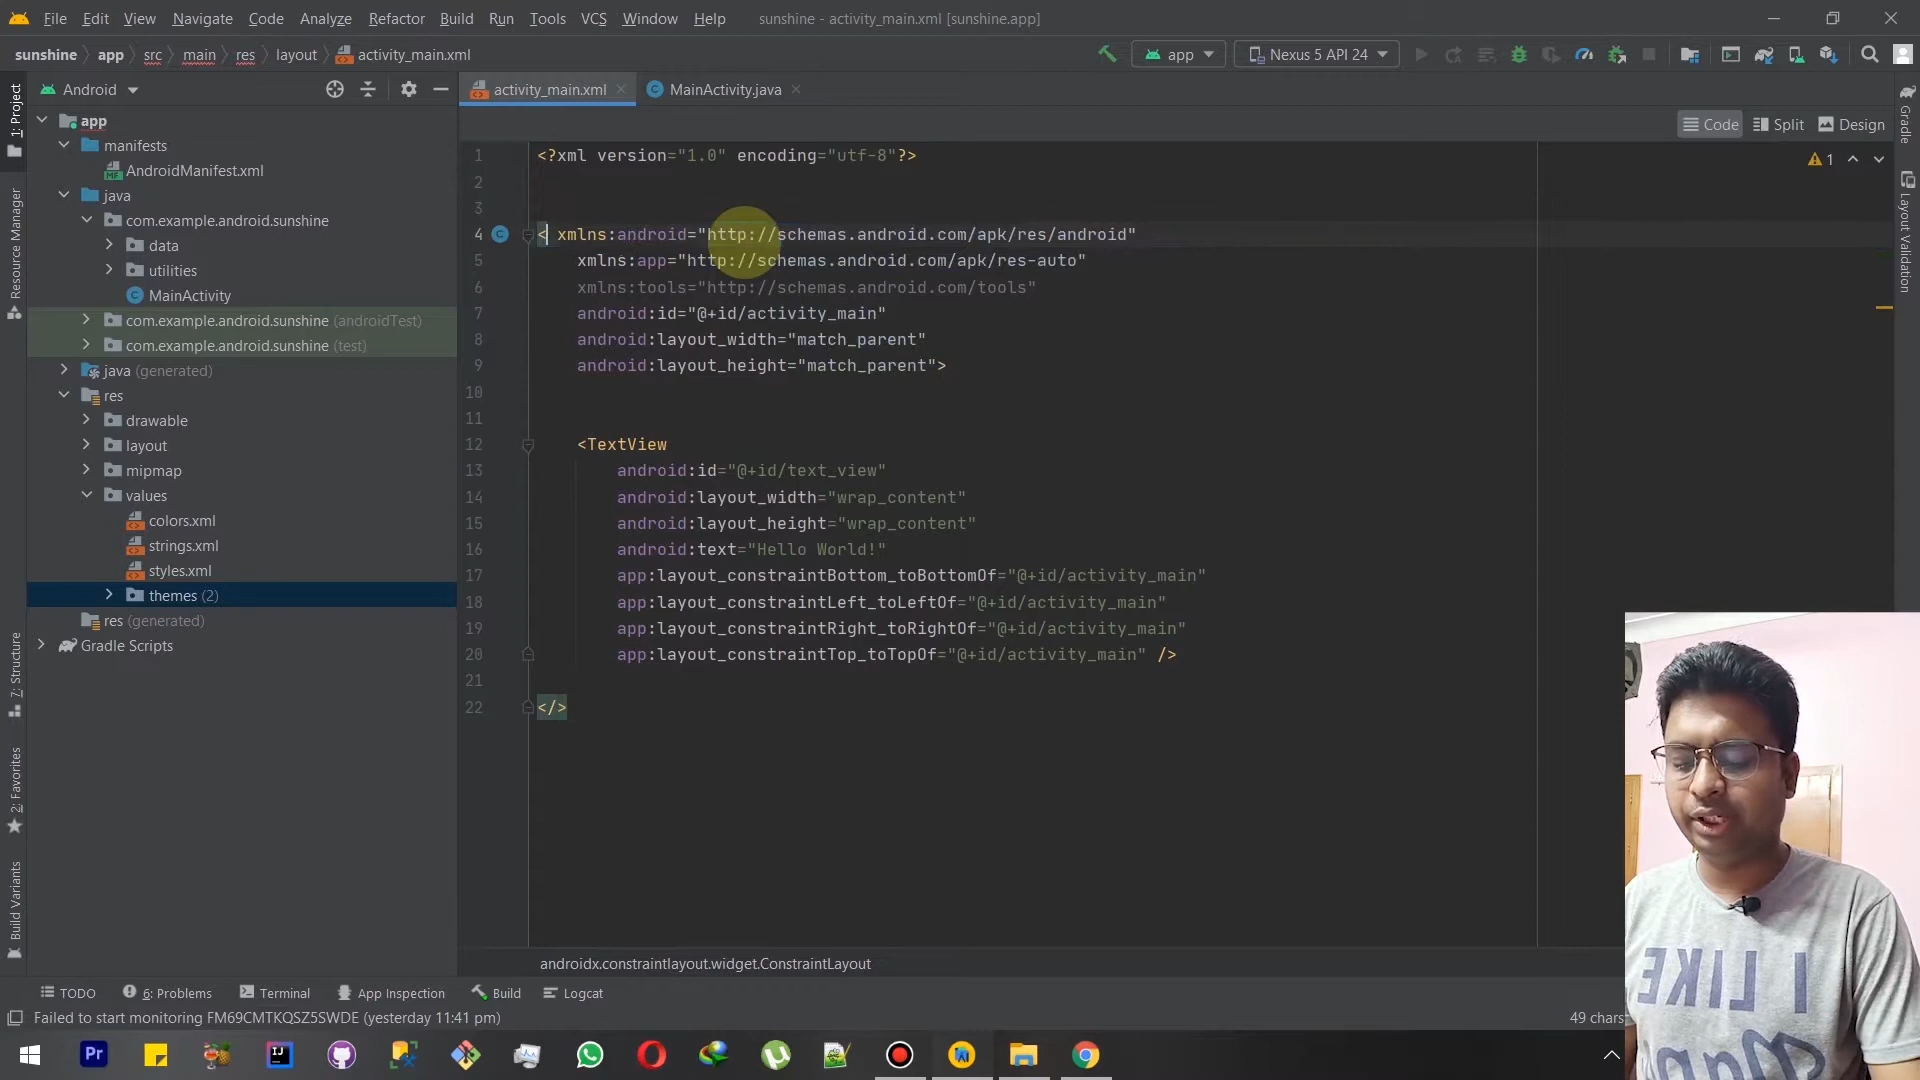 File Edit View Navigate Code Analyze Refactor Build Run Tools VCS Window Help sunshine - activity_main.xml [sunshine.app]
sunshine app src main res layout activity_main.xml app Nexus 5 API 24
Android activity_main.xml MainActivity.java
Code Split Design
1: Project
Resource Manager
7: Structure
2: Favorites
Build Variants
app
manifests
AndroidManifest.xml
java
com.example.android.sunshine
data
utilities
MainActivity
com.example.android.sunshine (androidTest)
com.example.android.sunshine (test)
java (generated)
res
drawable
layout
mipmap
values
colors.xml
strings.xml
styles.xml
themes (2)
res (generated)
Gradle Scripts
1 <?xml version="1.0" encoding="utf-8"?>
2
3
4 < xmlns:android="http://schemas.android.com/apk/res/android"
5 xmlns:app="http://schemas.android.com/apk/res-auto"
6 xmlns:tools="http://schemas.android.com/tools"
7 android:id="@+id/activity_main"
8 android:layout_width="match_parent"
9 android:layout_height="match_parent">
10
11
12 <TextView
13 android:id="@+id/text_view"
14 android:layout_width="wrap_content"
15 android:layout_height="wrap_content"
16 android:text="Hello World!"
17 app:layout_constraintBottom_toBottomOf="@+id/activity_main"
18 app:layout_constraintLeft_toLeftOf="@+id/activity_main"
19 app:layout_constraintRight_toRightOf="@+id/activity_main"
20 app:layout_constraintTop_toTopOf="@+id/activity_main" />
21
22 </>
1
Gradle
Layout Validation
androidx.constraintlayout.widget.ConstraintLayout
TODO 6: Problems Terminal App Inspection Build Logcat
Failed to start monitoring FM69CMTKQSZ5SWDE (yesterday 11:41 pm) 49 chars
Pr IJ
I LIKE